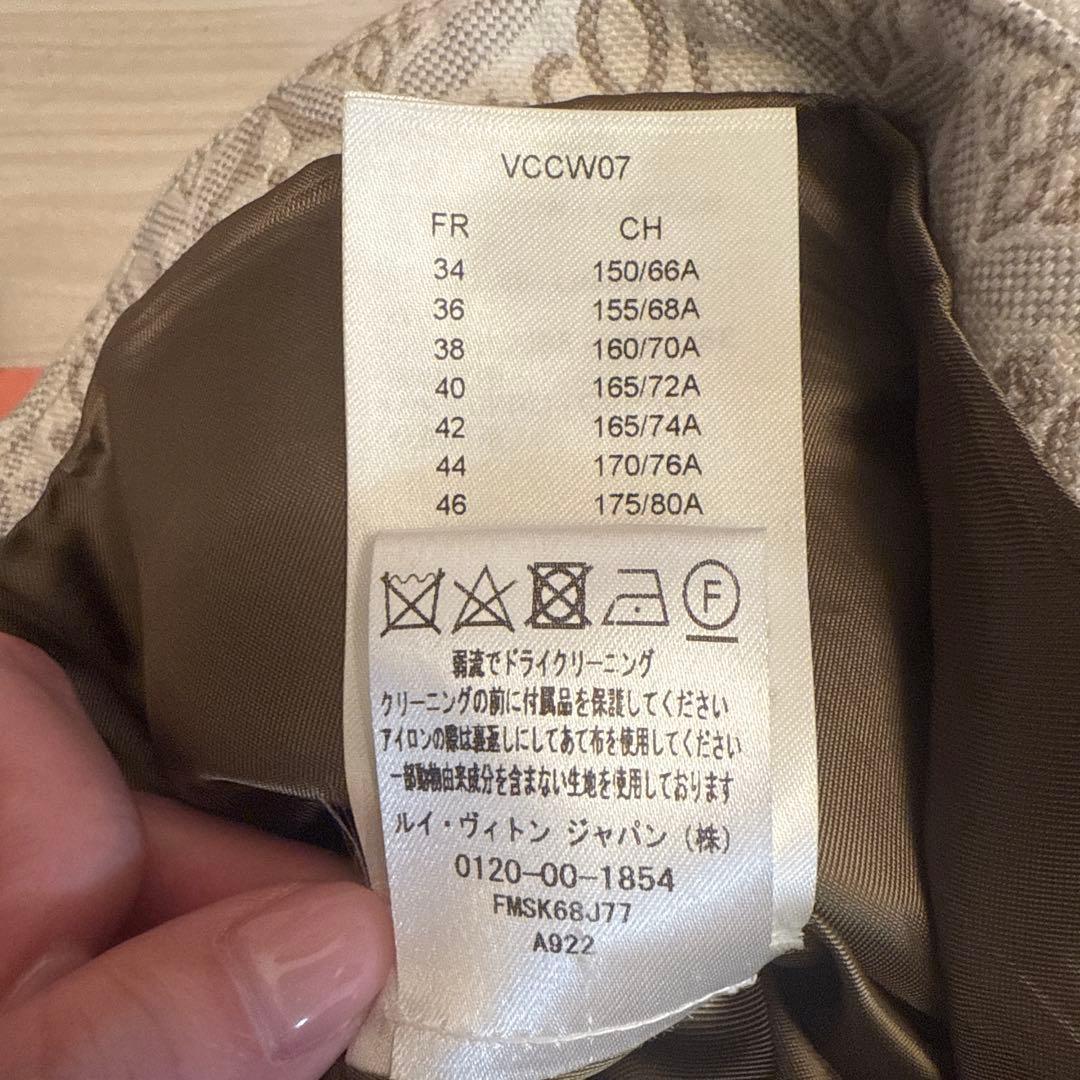 VCCW07
FR CH
34 150/66A
36 155/68A
38 160/70A
40 165/72A
42 165/74A
44 170/76A
46 175/80A
F
弱流でドライクリーニング
クリーニングの前に付属品を保護してください
アイロンの際は裏返しにしてあて布を使用してください
一部動物由来成分を含まない生地を使用しております
ルイ・ヴィトン ジャパン (株)
0120-00-1854
FMSK68J77
A922